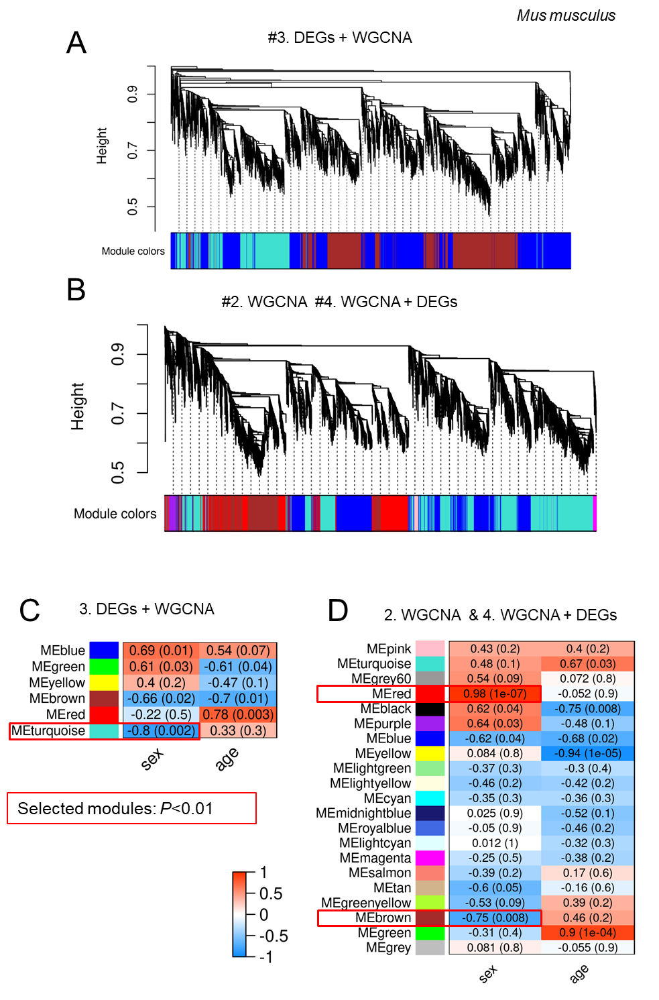 Mus musculus
A
#3. DEGs + WGCNA
Height
0.9
0.7
0.5
Module colors
B
#2. WGCNA #4. WGCNA + DEGs
Height
0.9
0.7
0.5
Module colors
C
3. DEGs + WGCNA
MEblue 0.69 (0.01) 0.54 (0.07)
MEgreen 0.61 (0.03) -0.61 (0.04)
MEyellow 0.4 (0.2) -0.47 (0.1)
MEbrown -0.66 (0.02) -0.7 (0.01)
MEred -0.22 (0.5) 0.78 (0.003)
MEturquoise -0.8 (0.002) 0.33 (0.3)
sex age
Selected modules: P<0.01
1
0.5
0
-0.5
-1
D
2. WGCNA & 4. WGCNA + DEGs
MEpink 0.43 (0.2) 0.4 (0.2)
MEturquoise 0.48 (0.1) 0.67 (0.03)
MEgrey60 0.54 (0.09) 0.072 (0.8)
MEred 0.98 (1e-07) -0.052 (0.9)
MEblack 0.62 (0.04) -0.75 (0.008)
MEpurple 0.64 (0.03) -0.48 (0.1)
MEblue -0.62 (0.04) -0.68 (0.02)
MEyellow 0.084 (0.8) -0.94 (1e-05)
MElightgreen -0.37 (0.3) -0.3 (0.4)
MElightyellow -0.46 (0.2) -0.42 (0.2)
MEcyan -0.35 (0.3) -0.36 (0.3)
MEmidnightblue 0.025 (0.9) -0.52 (0.1)
MEroyalblue -0.05 (0.9) -0.46 (0.2)
MElightcyan 0.012 (1) -0.32 (0.3)
MEmagenta -0.25 (0.5) -0.38 (0.2)
MEsalmon -0.39 (0.2) 0.17 (0.6)
MEtan -0.6 (0.05) -0.16 (0.6)
MEgreenyellow -0.53 (0.09) 0.39 (0.2)
MEbrown -0.75 (0.008) 0.46 (0.2)
MEgreen -0.31 (0.4) 0.9 (1e-04)
MEgrey 0.081 (0.8) -0.055 (0.9)
sex age